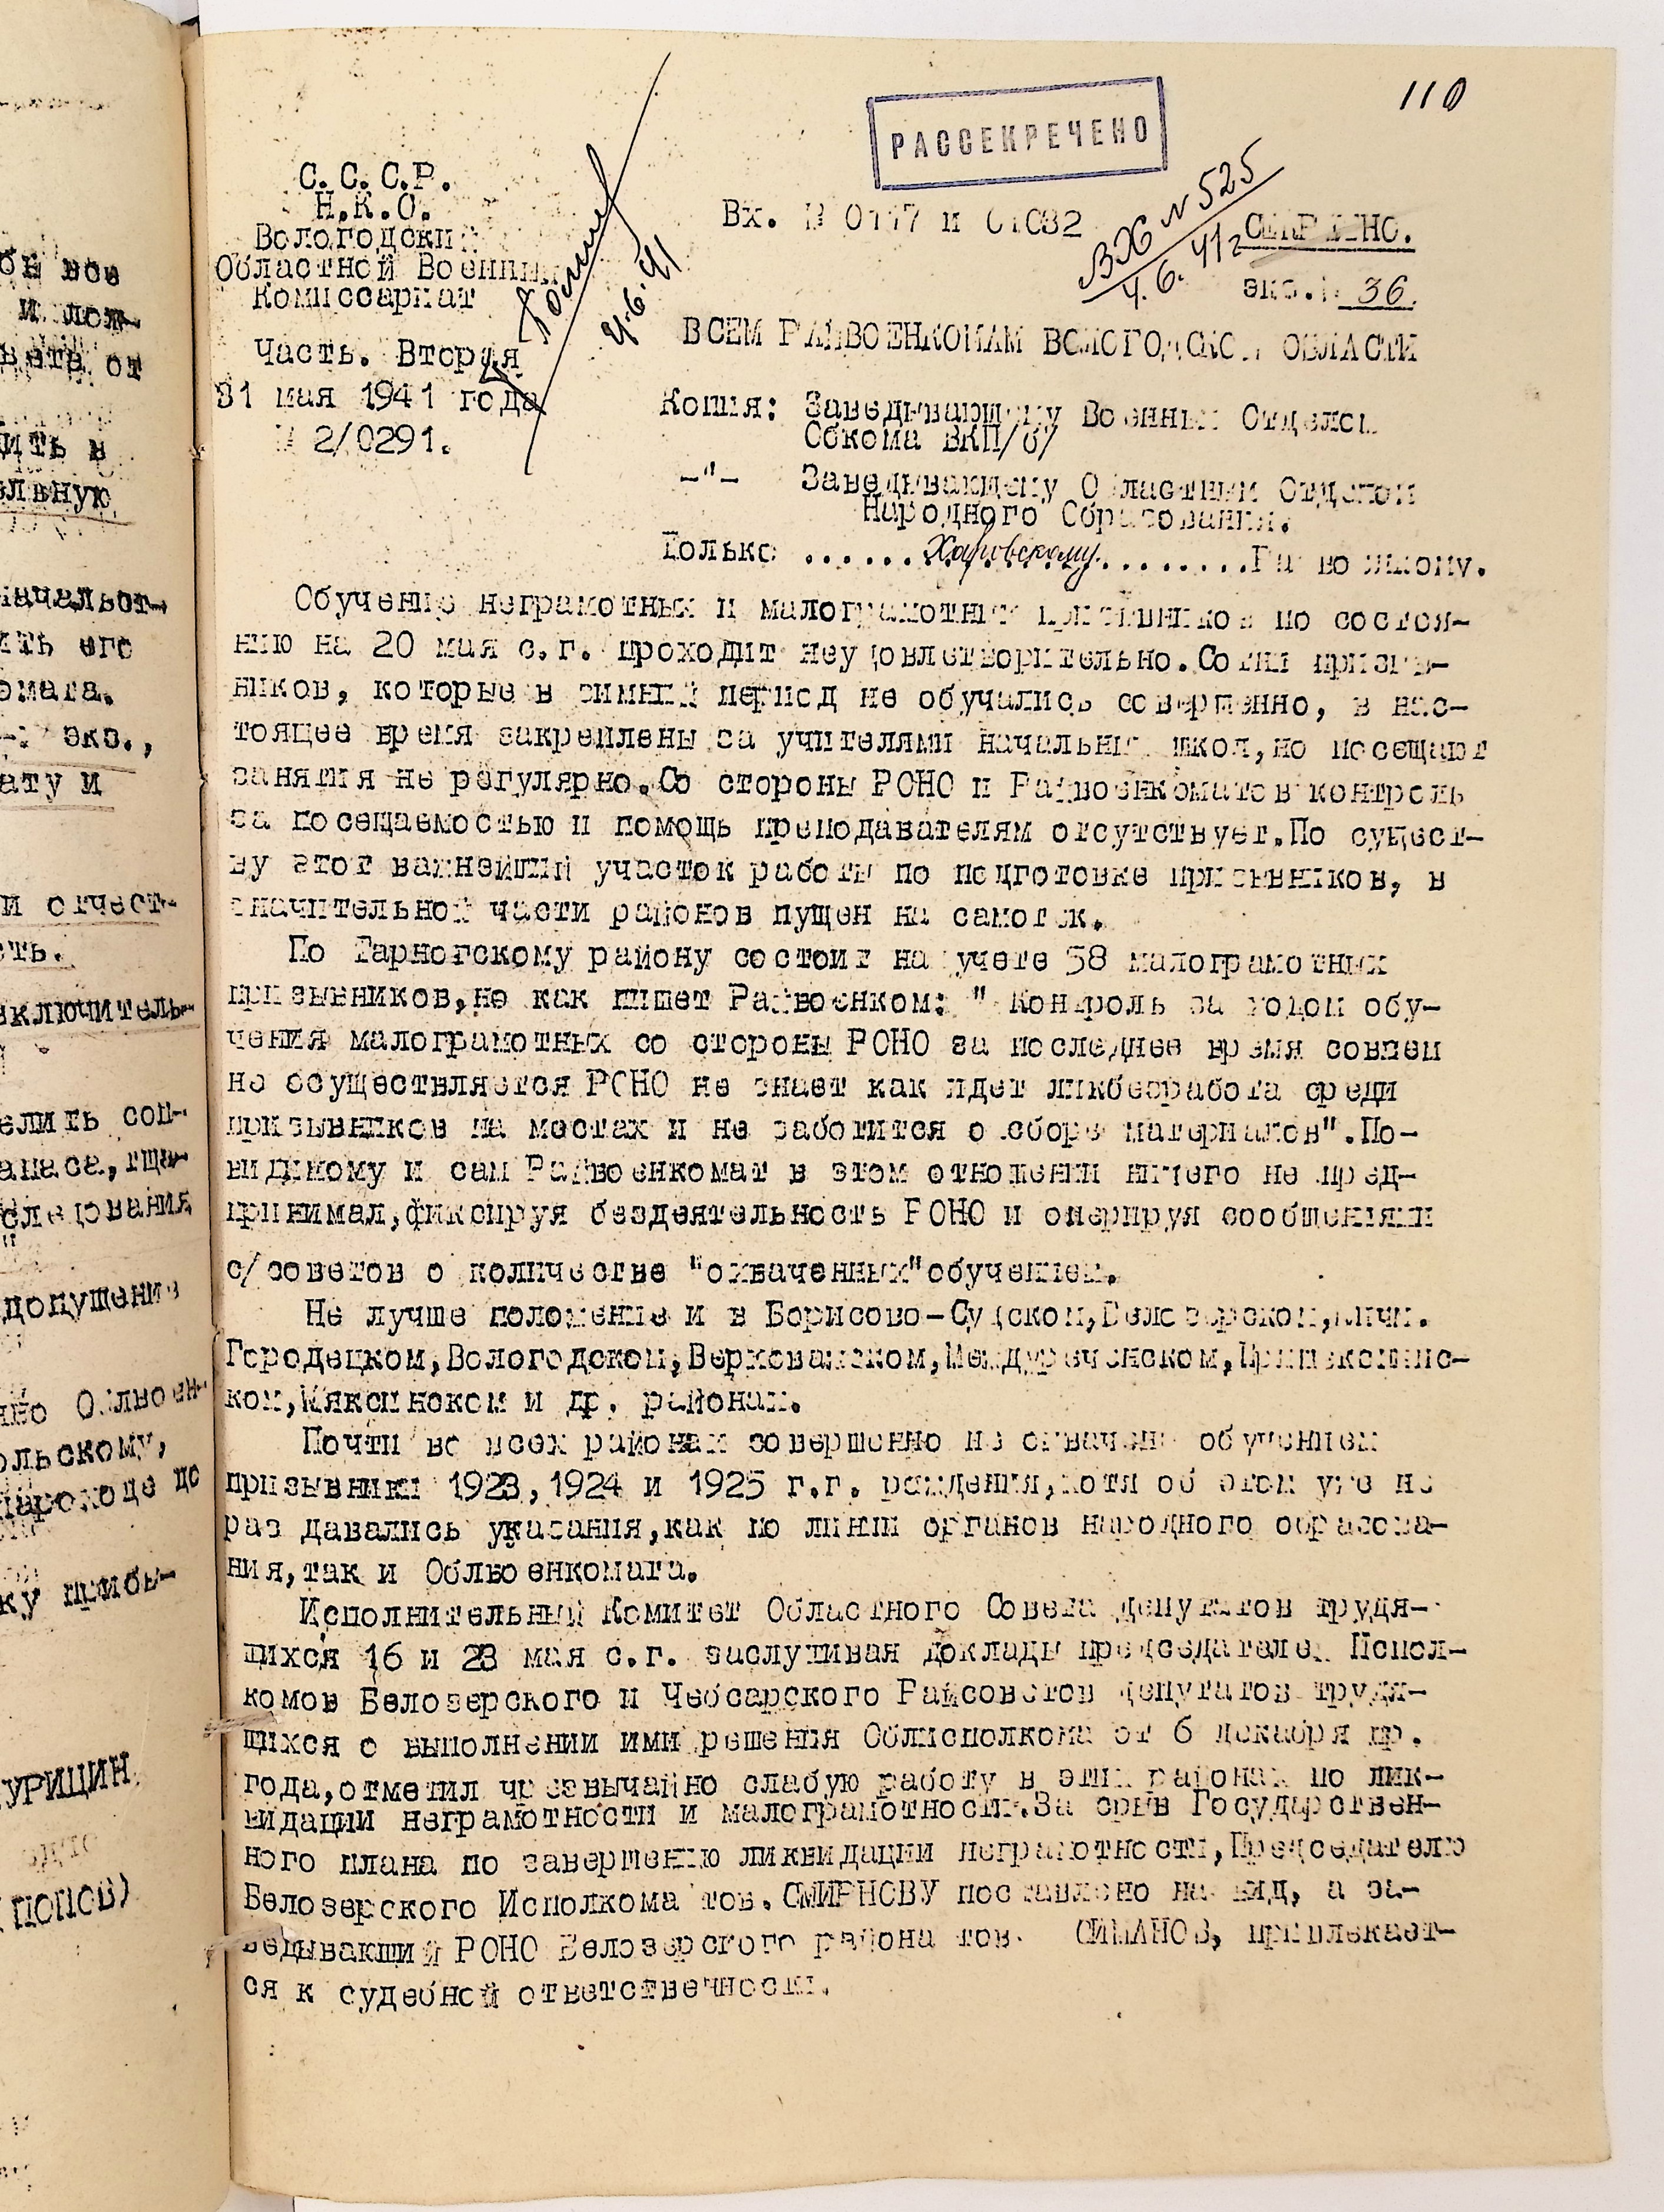 110
РАССЕКРЕЧЕНО
С.С.С.Р.
Н.К.О.
Вологодский
Областной Военный
Комиссариат
Часть. Вторая
31 мая 1941 года
№ 2/0291.
4.6.41
Вх. № 0177 и 01032
ВХ № 525
4.6.41г
СЕКРЕТНО.
экз.№ 36.
ВСЕМ РАЙВОЕНКОМАМ ВОЛОГОДСКОЙ ОБЛАСТИ
Копия: Заведывающему Военным Отделом
Обкома ВКП/б/
-"- Заведывающему Областным Отделом
Народного Образования.
Только ......Харовскому........Райвоенкому.
Обучение неграмотных и малограмотных призывников по состоя-
нию на 20 мая с.г. проходит неудовлетворительно.Сотни призыв-
ников, которые в зимний период не обучались совершенно, в нас-
тоящее время закреплены за учителями начальных школ,но посещают
занятия не регулярно.Со стороны РОНО и Райвоенкоматов контроль
за посещаемостью и помощь преподавателям отсутствует.По сущест-
ву этот важнейший участок работы по подготовке призывников, в
значительной части районов пущен на самотек.
По Тарногскому району состоит на учете 58 малограмотных
призывников,но как пишет Райвоенком: " Контроль за ходом обу-
чения малограмотных со стороны РОНО за последнее время совсем
не осуществляется РОНО не знает как идет ликбезработа среди
призывников на местах и не заботится о сборе материалов".По-
видимому и сам Райвоенкомат в этом отношении ничего не пред-
принимал,фиксируя бездеятельность РОНО и оперируя сообщениями
с/советов о количестве "охваченных"обучением.
Не лучше положение и в Борисово-Судском,Белозерском,Кичм.
Городецком,Вологодском,Верховажском,Междуреченском,Пришекснинс-
ком,Мяксинском и др. районах.
Почти во всех районах совершенно не охвачены обучением
призывники 1923,1924 и 1925 г.г. рождения,хотя об этом уже не
раз давались указания,как по линии органов народного образова-
ния,так и Облвоенкомата.
Исполнительный Комитет Областного Совета депутатов трудя-
щихся 16 и 23 мая с.г. заслушивая доклады председателей Испол-
комов Белозерского и Чебсарского Райсоветов депутатов трудя-
щихся о выполнении ими решения Облисполкома от 6 декабря пр.
года,отметил чрезвычайно слабую работу в этих районах по лик-
видации неграмотности и малограмотности.За срыв Государствен-
ного плана по завершению ликвидации неграмотности,Председателю
Белозерского Исполкома тов.СМИРНОВУ поставлено на вид, а за-
ведывающий РОНО Белозерского района тов. привлекает-
ся к судебной ответственности.